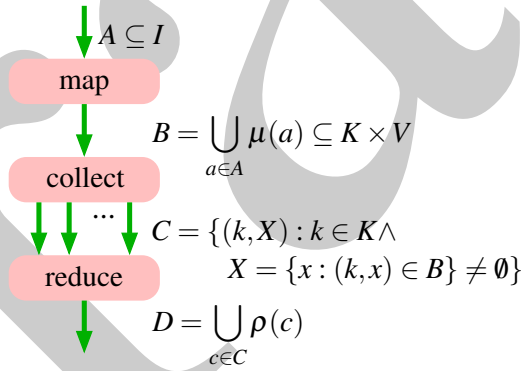 A ⊆ I
map
B = ⋃ μ(a) ⊆ K × V
a∈A
collect
...
C = {(k, X) : k ∈ K∧
X = {x : (k, x) ∈ B} ≠ ∅}
reduce
D = ⋃ ρ(c)
c∈C